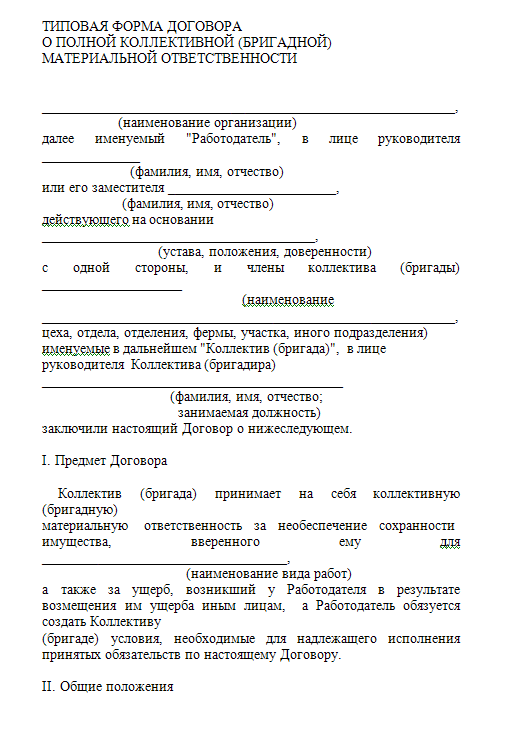 ТИПОВАЯ ФОРМА ДОГОВОРА
О ПОЛНОЙ КОЛЛЕКТИВНОЙ (БРИГАДНОЙ)
МАТЕРИАЛЬНОЙ ОТВЕТСТВЕННОСТИ
___________________________________________________________,
(наименование организации)
далее именуемый "Работодатель", в лице руководителя
______________
(фамилия, имя, отчество)
или его заместителя ________________________,
(фамилия, имя, отчество)
действующего на основании
_______________________________________,
(устава, положения, доверенности)
с одной стороны, и члены коллектива (бригады)
____________________
(наименование
___________________________________________________________,
цеха, отдела, отделения, фермы, участка, иного подразделения)
именуемые в дальнейшем "Коллектив (бригада)", в лице
руководителя Коллектива (бригадира)
___________________________________________
(фамилия, имя, отчество;
занимаемая должность)
заключили настоящий Договор о нижеследующем.
I. Предмет Договора
Коллектив (бригада) принимает на себя коллективную
(бригадную)
материальную ответственность за необеспечение сохранности
имущества, вверенного ему для
___________________________________,
(наименование вида работ)
а также за ущерб, возникший у Работодателя в результате
возмещения им ущерба иным лицам, а Работодатель обязуется
создать Коллективу
(бригаде) условия, необходимые для надлежащего исполнения
принятых обязательств по настоящему Договору.
II. Общие положения